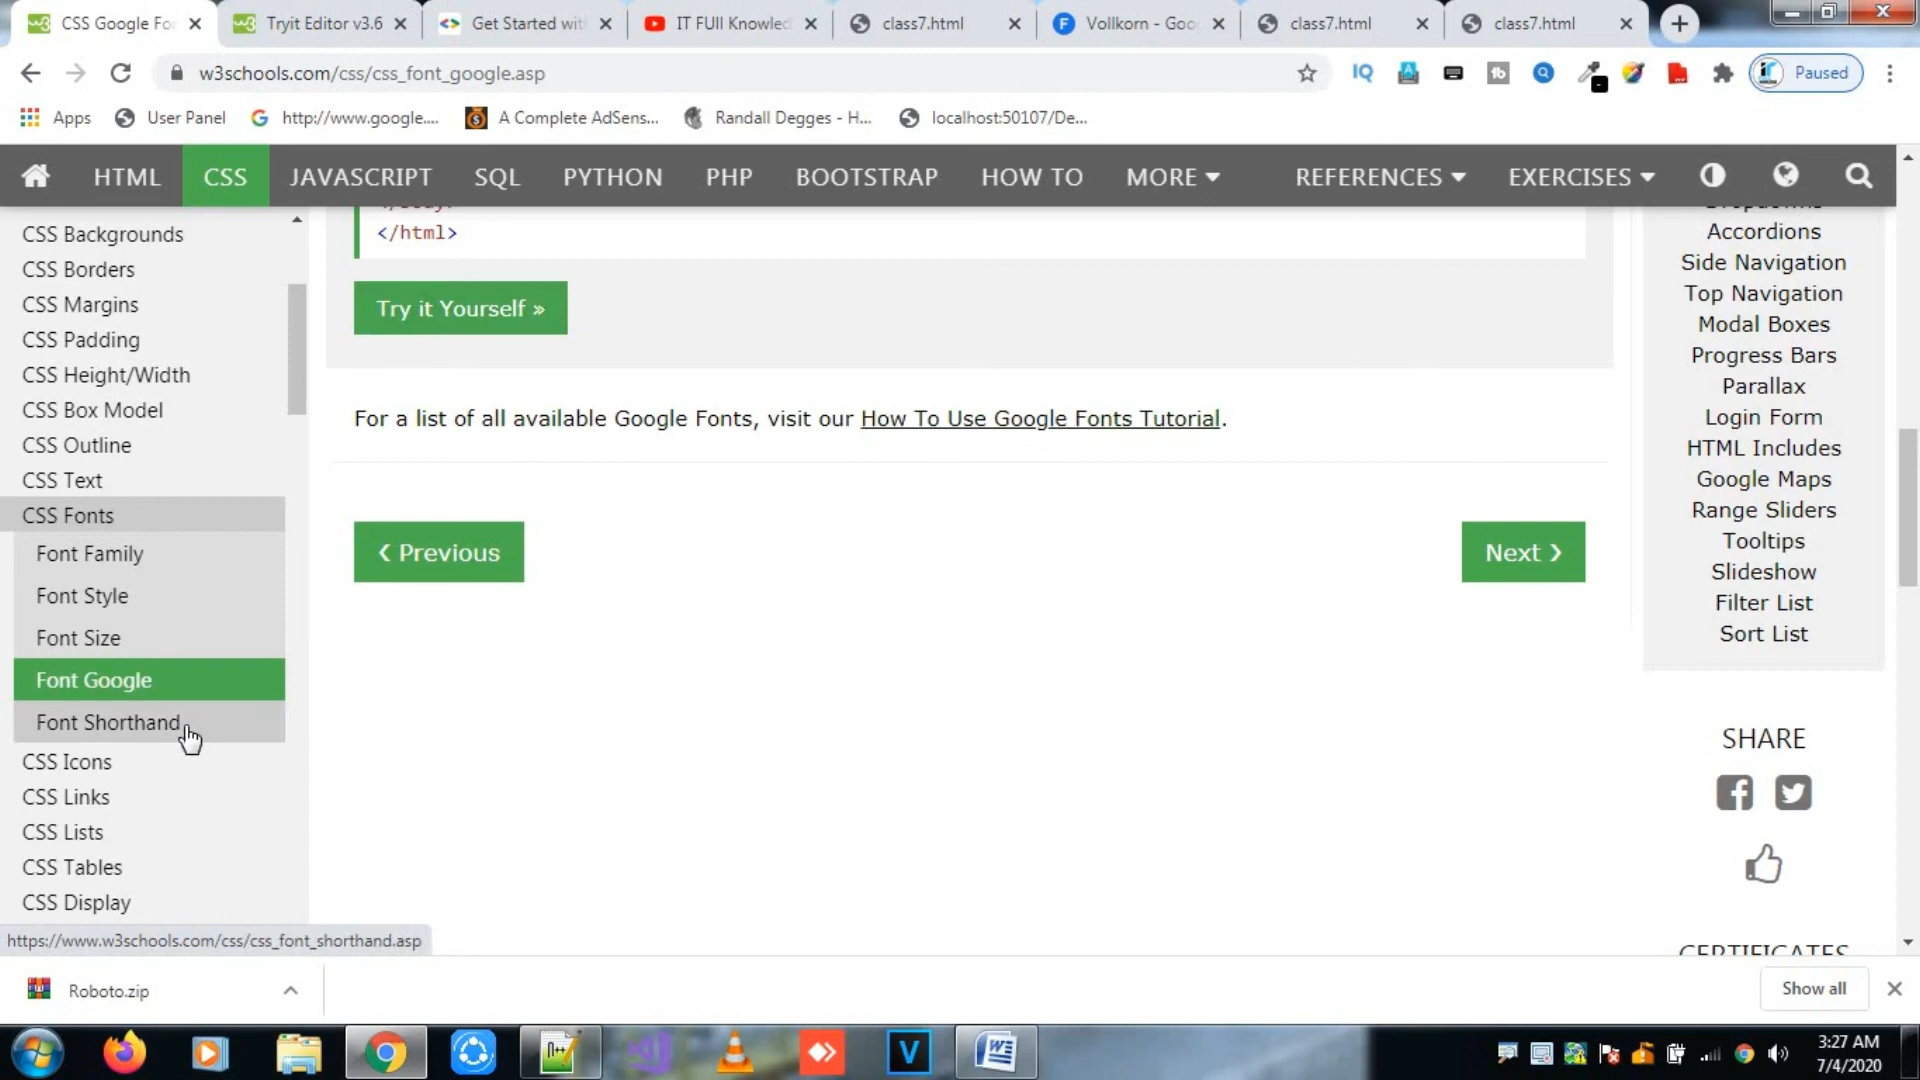 CSS Google Fo
Tryit Editor v3.6
Get Started wit
IT FUll Knowled
class7.html
Vollkorn - Goo
class7.html
class7.html
w3schools.com/css/css_font_google.asp
IQ
Paused
Apps
User Panel
http://www.google....
A Complete AdSens...
Randall Degges - H...
localhost:50107/De...
HTML
CSS
JAVASCRIPT
SQL
PYTHON
PHP
BOOTSTRAP
HOW TO
MORE
REFERENCES
EXERCISES
CSS Backgrounds
CSS Borders
CSS Margins
CSS Padding
CSS Height/Width
CSS Box Model
CSS Outline
CSS Text
CSS Fonts
Font Family
Font Style
Font Size
Font Google
Font Shorthand
CSS Icons
CSS Links
CSS Lists
CSS Tables
CSS Display
</html>
Try it Yourself »
For a list of all available Google Fonts, visit our How To Use Google Fonts Tutorial.
❮ Previous
Next ❯
Accordions
Side Navigation
Top Navigation
Modal Boxes
Progress Bars
Parallax
Login Form
HTML Includes
Google Maps
Range Sliders
Tooltips
Slideshow
Filter List
Sort List
SHARE
CERTIFICATES
https://www.w3schools.com/css/css_font_shorthand.asp
Roboto.zip
Show all
3:27 AM
7/4/2020